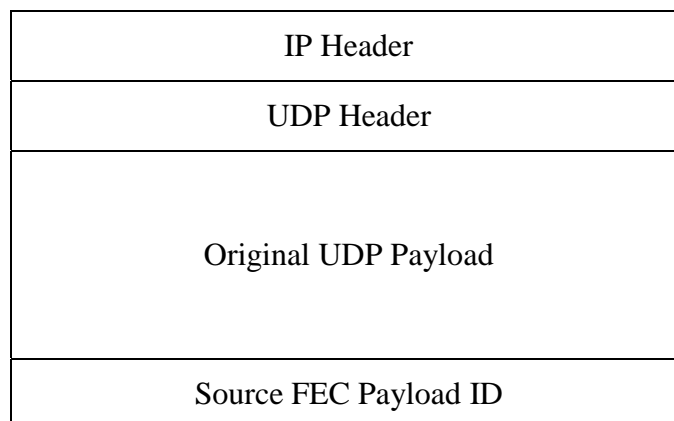 IP Header
UDP Header
Original UDP Payload
Source FEC Payload ID